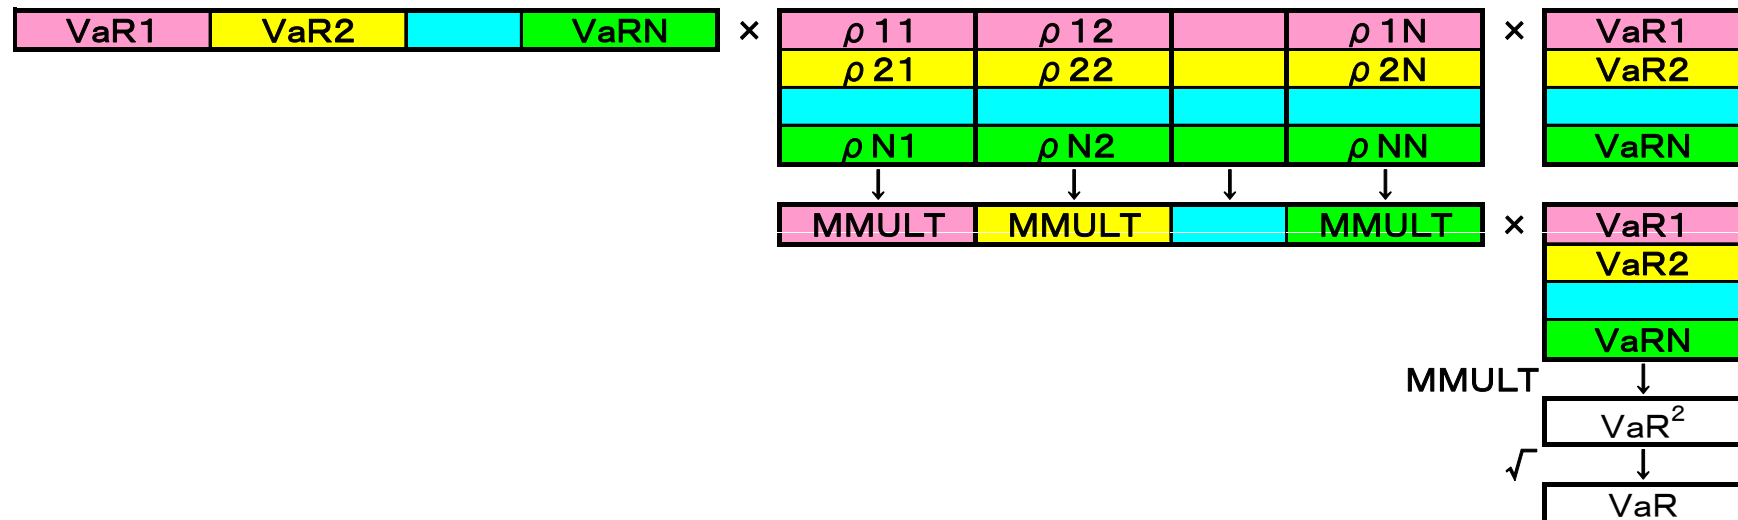 VaR1 VaR2 VaRN × ρ11 ρ12 ρ1N × VaR1
ρ21 ρ22 ρ2N VaR2
ρN1 ρN2 ρNN VaRN
↓ ↓ ↓ ↓
MMULT MMULT MMULT × VaR1
VaR2
VaRN
MMULT ↓
VaR²
√ ↓
VaR